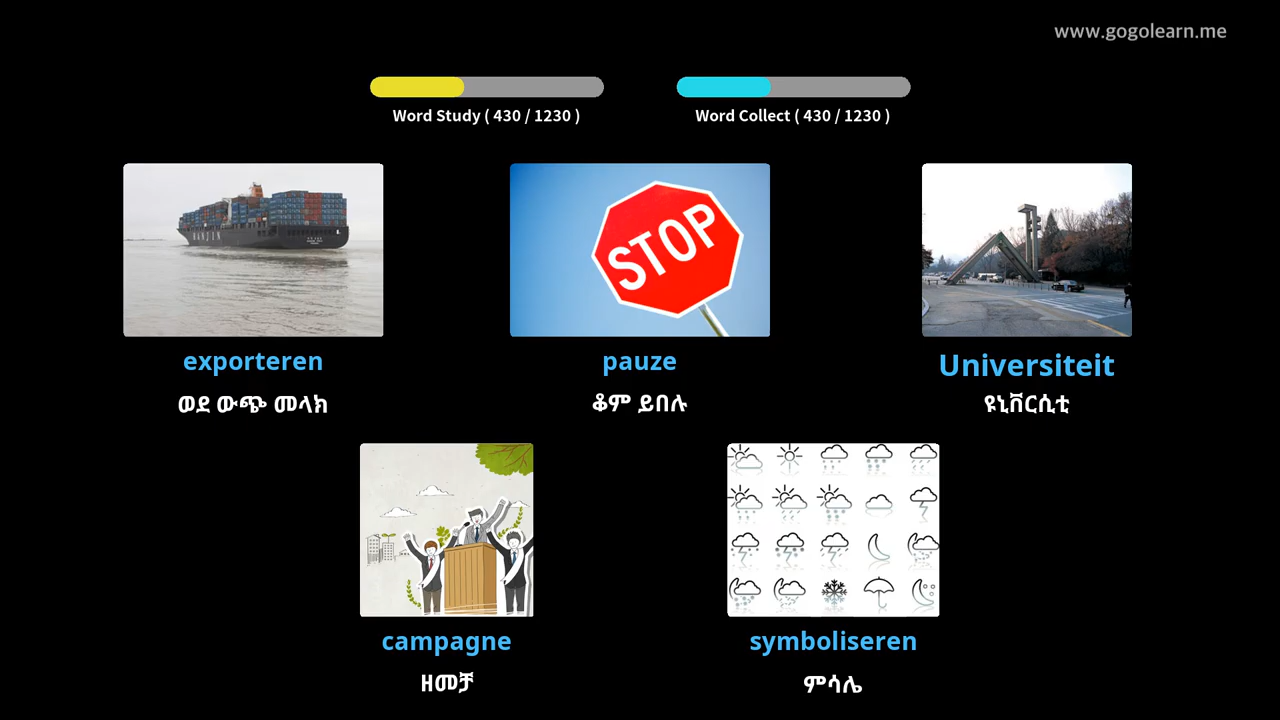 www.gogolearn.me
Word Study ( 430 / 1230 )
Word Collect ( 430 / 1230 )
HANJIN
STOP
exporteren
pauze
Universiteit
ወደ ውጭ መላክ
ቆም ይበሉ
ዩኒቨርሲቲ
campagne
symboliseren
ዘመቻ
ምሳሌ